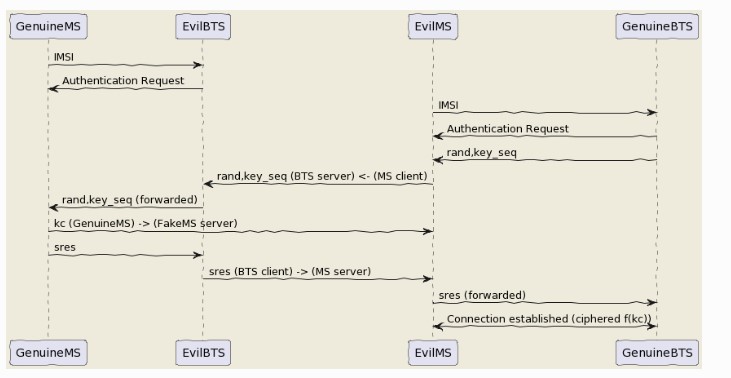 GenuineMS EvilBTS EvilMS GenuineBTS
IMSI
Authentication Request
IMSI
Authentication Request
rand,key_seq
rand,key_seq (BTS server) <- (MS client)
rand,key_seq (forwarded)
kc (GenuineMS) -> (FakeMS server)
sres
sres (BTS client) -> (MS server)
sres (forwarded)
Connection established (ciphered f(kc))
GenuineMS EvilBTS EvilMS GenuineBTS